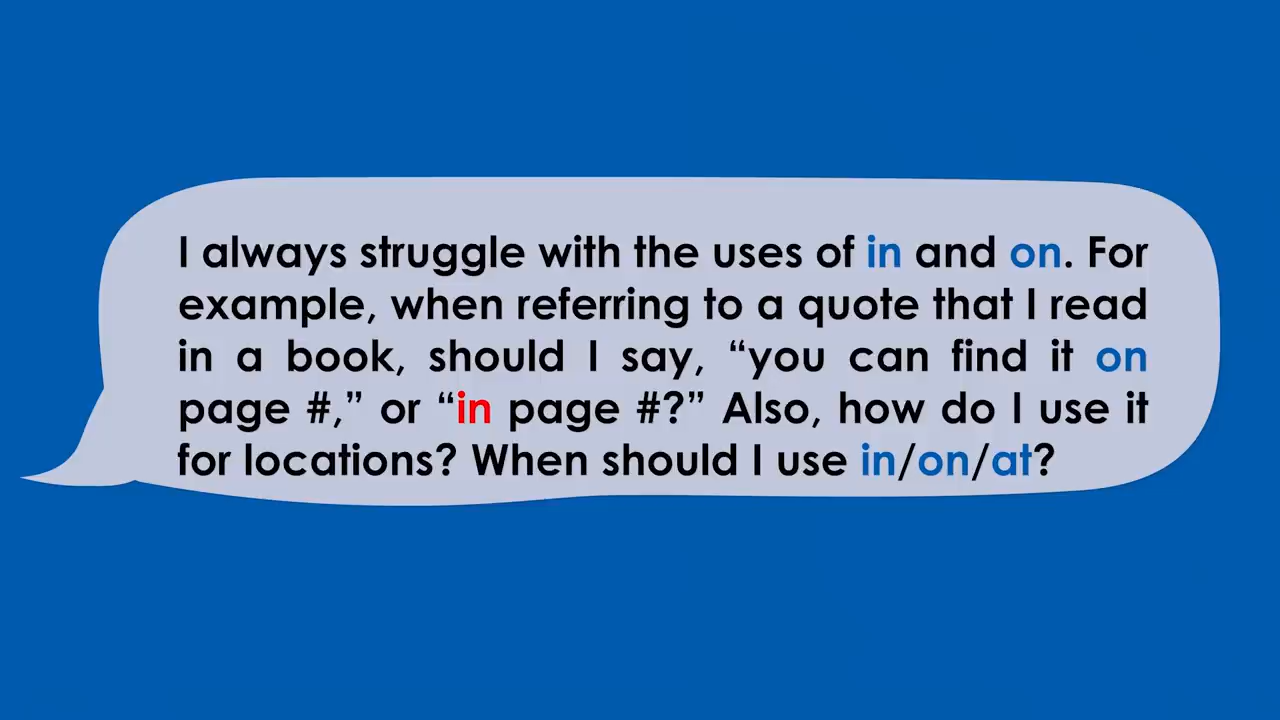 I always struggle with the uses of in and on. For
example, when referring to a quote that I read
in a book, should I say, “you can find it on
page #,” or “in page #?” Also, how do I use it
for locations? When should I use in/on/at?